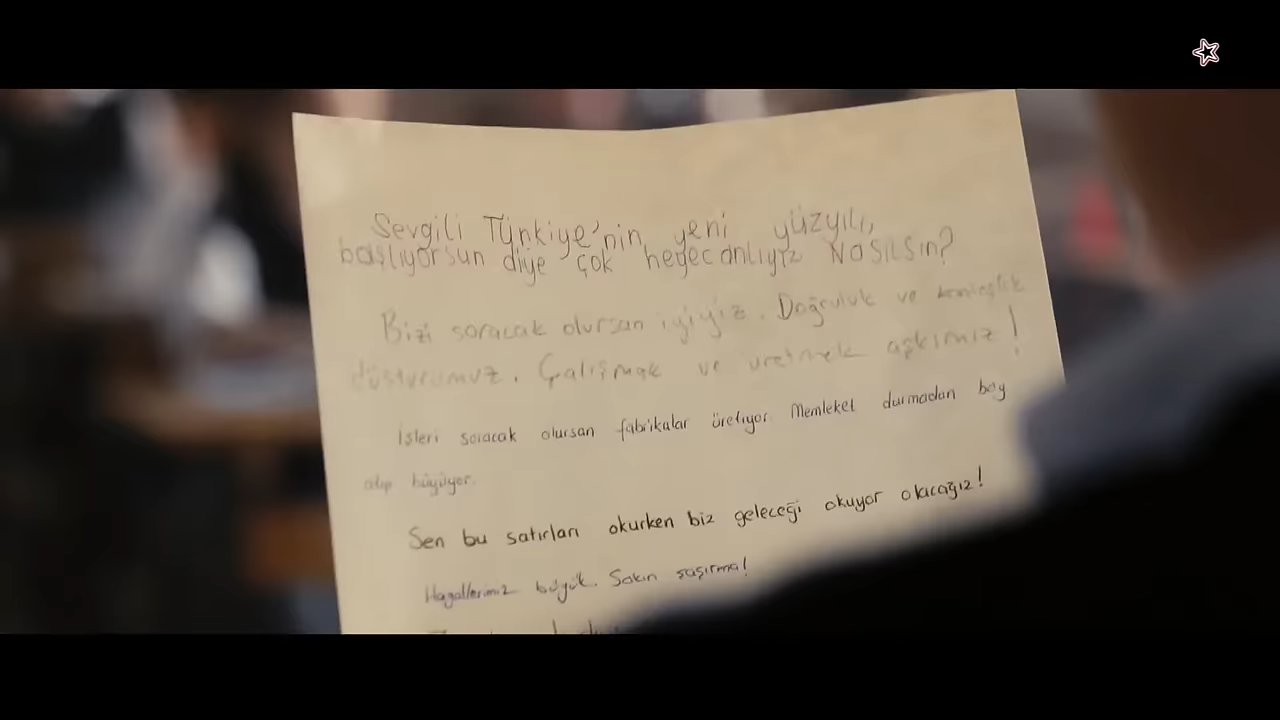 Sevgili Türkiye'nin yeni yüzyılı,
başlıyorsun diye çok heyecanlıyız Nasılsın?
Bizi soracak olursan iyiyiz. Doğruluk ve
düsturumuz. Çalışmak ve üretmek aşkımız!
İşleri soracak olursan fabrikalar üretiyor. Memleket durmadan boy
atıp büyüyor.
Sen bu satırları okurken biz geleceği okuyor olacağız!
Hayallerimiz büyük. Sakın şaşırma!